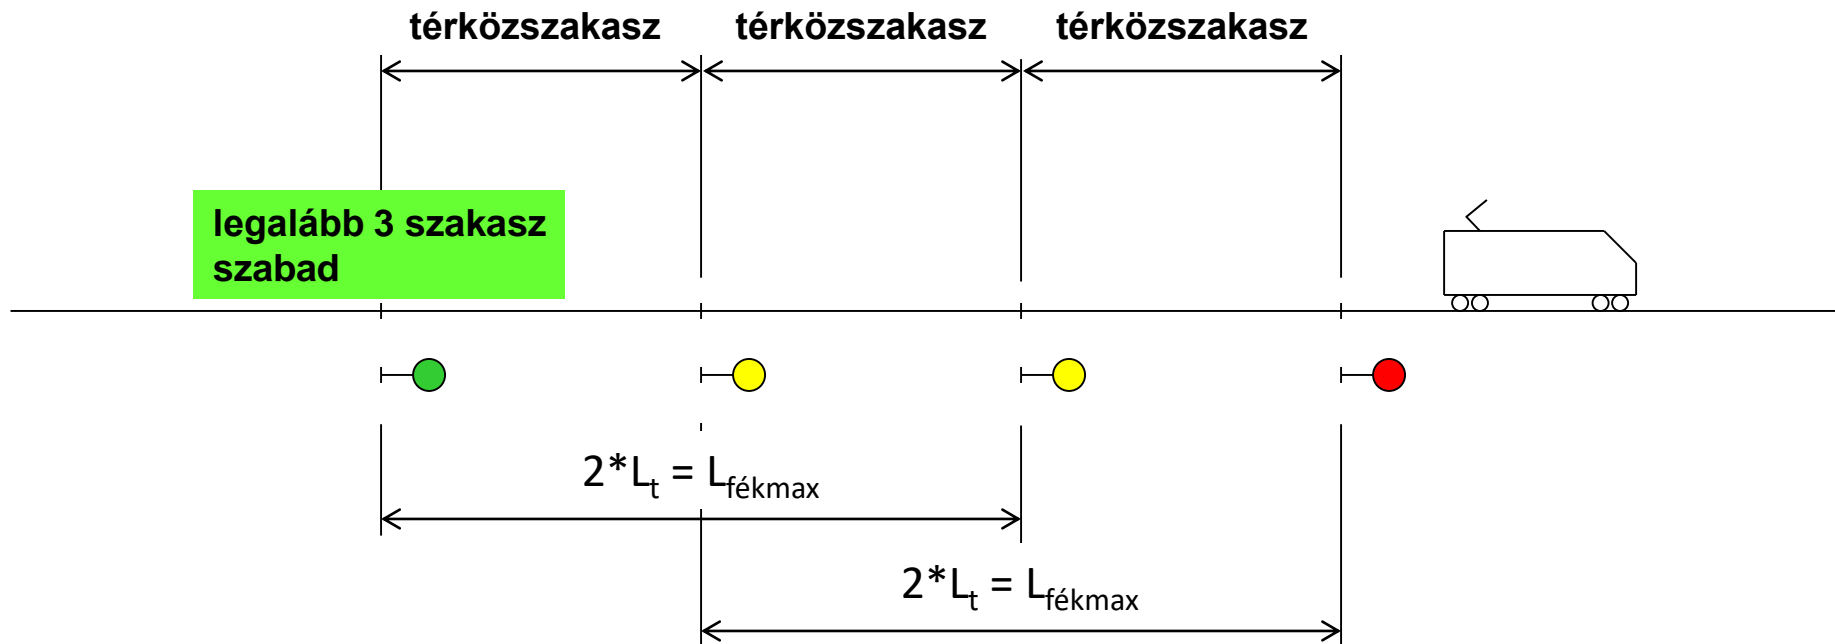 térközszakasz térközszakasz térközszakasz
legalább 3 szakasz
szabad
2*Lt = Lfékmax
2*Lt = Lfékmax